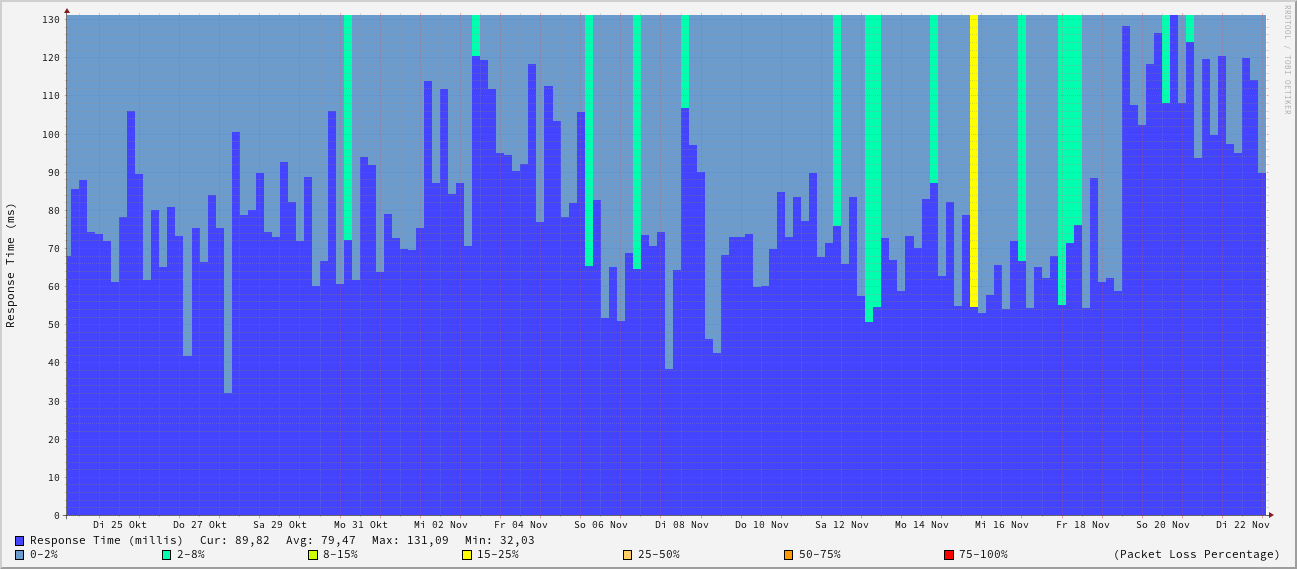 RRDTOOL / TOBI OETIKER
Response Time (ms)
130
120
110
100
90
80
70
60
50
40
30
20
10
0
Di 25 Okt Do 27 Okt Sa 29 Okt Mo 31 Okt Mi 02 Nov Fr 04 Nov So 06 Nov Di 08 Nov Do 10 Nov Sa 12 Nov Mo 14 Nov Mi 16 Nov Fr 18 Nov So 20 Nov Di 22 Nov
Response Time (millis) Cur: 89,82 Avg: 79,47 Max: 131,09 Min: 32,03
0-2% 2-8% 8-15% 15-25% 25-50% 50-75% 75-100% (Packet Loss Percentage)